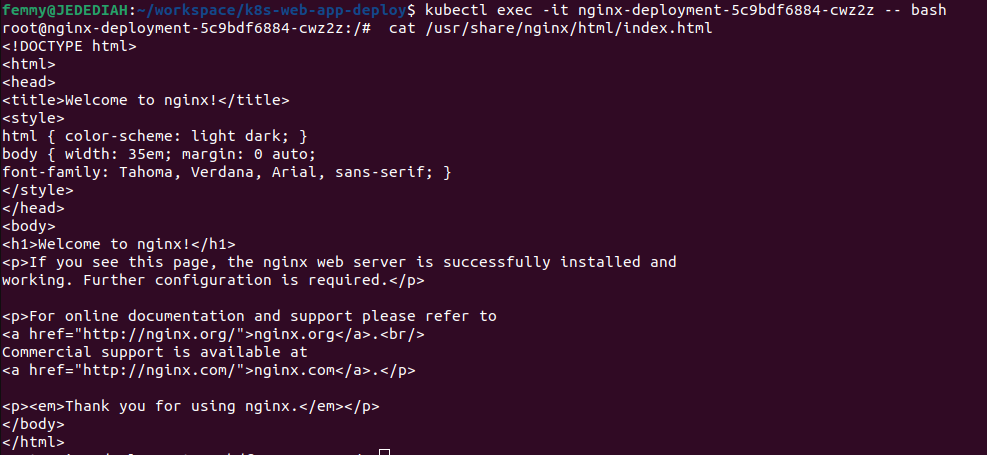 femmy@JEDEDIAH:~/workspace/k8s-web-app-deploy$ kubectl exec -it nginx-deployment-5c9bdf6884-cwz2z -- bash
root@nginx-deployment-5c9bdf6884-cwz2z:/#  cat /usr/share/nginx/html/index.html
<!DOCTYPE html>
<html>
<head>
<title>Welcome to nginx!</title>
<style>
html { color-scheme: light dark; }
body { width: 35em; margin: 0 auto;
font-family: Tahoma, Verdana, Arial, sans-serif; }
</style>
</head>
<body>
<h1>Welcome to nginx!</h1>
<p>If you see this page, the nginx web server is successfully installed and
working. Further configuration is required.</p>

<p>For online documentation and support please refer to
<a href="http://nginx.org/">nginx.org</a>.<br/>
Commercial support is available at
<a href="http://nginx.com/">nginx.com</a>.</p>

<p><em>Thank you for using nginx.</em></p>
</body>
</html>